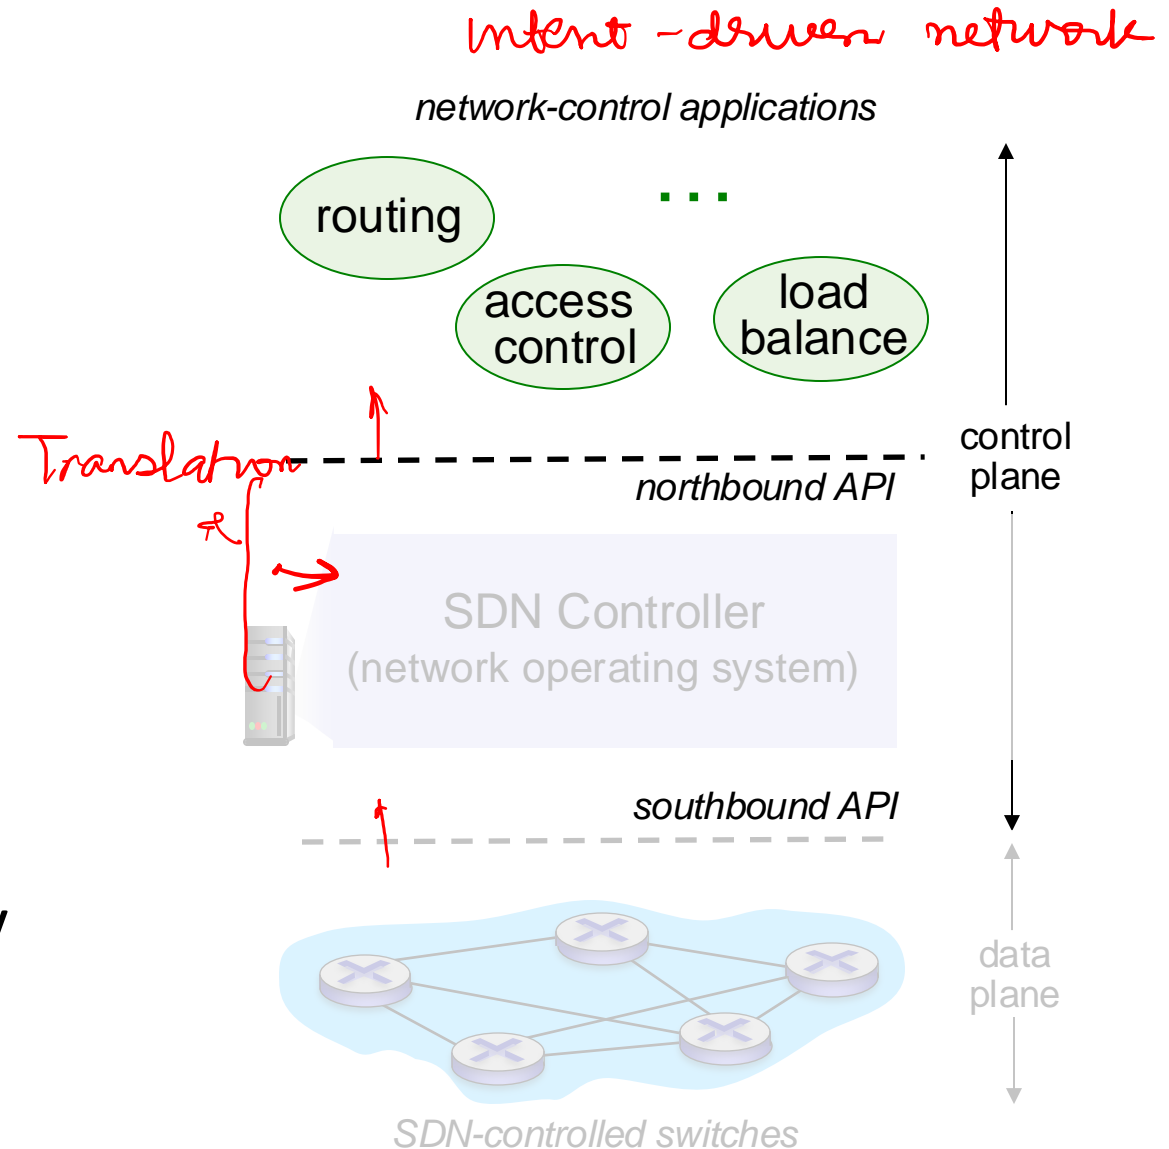 Intent-driven network
network-control applications
routing
...
access
control
load
balance
Translation
northbound API
control
plane
SDN Controller
(network operating system)
southbound API
data
plane
SDN-controlled switches